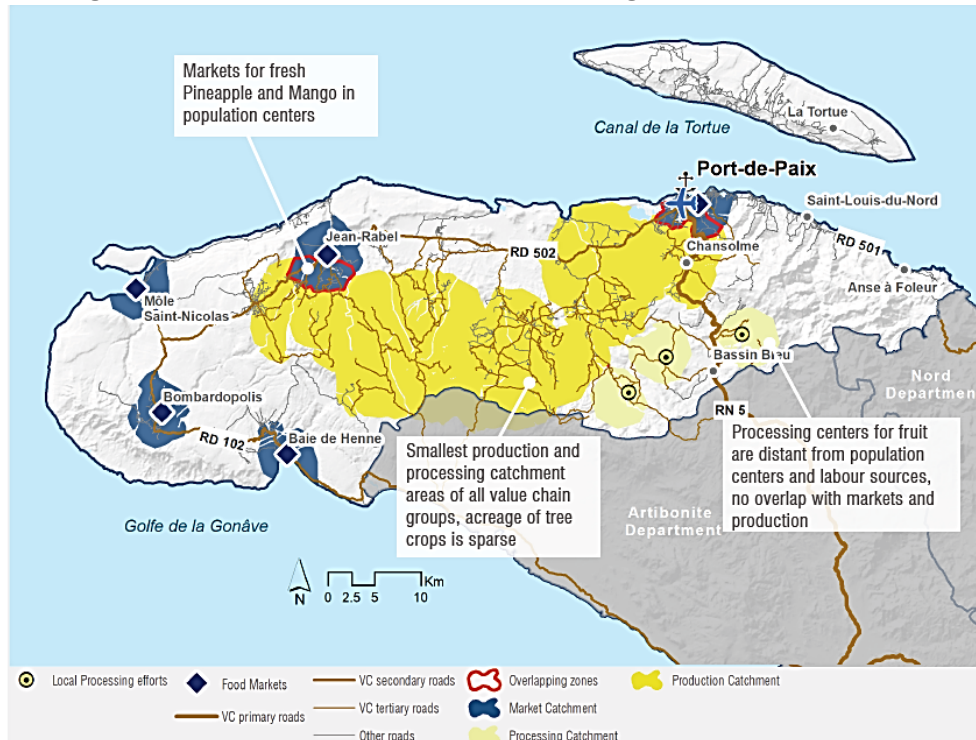 Markets for fresh
Pineapple and Mango in
population centers
La Tortue
Canal de la Tortue
Port-de-Paix
Saint-Louis-du-Nord
Jean-Rabel
RD 502
Chansolme
RD 501
Anse à Foleur
Môle
Saint-Nicolas
Bassin Bleu
Nord
Department
Bombardopolis
RN 5
RD 102
Baie de Henne
Smallest production and
processing catchment
areas of all value chain
groups, acreage of tree
crops is sparse
Processing centers for fruit
are distant from population
centers and labour sources,
no overlap with markets and
production
Artibonite
Department
Golfe de la Gonâve
N
Km
0 2.5 5 10
Local Processing efforts
Food Markets
VC primary roads
VC secondary roads
VC tertiary roads
Other roads
Overlapping zones
Market Catchment
Processing Catchment
Production Catchment